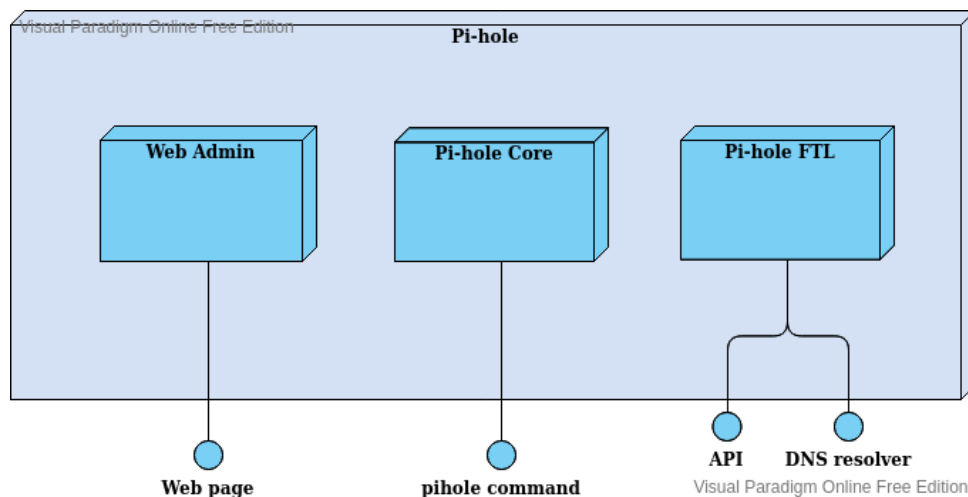 Visual Paradigm Online Free Edition
Pi-hole
Web Admin
Pi-hole Core
Pi-hole FTL
API
DNS resolver
Web page
pihole command
Visual Paradigm Online Free Edition